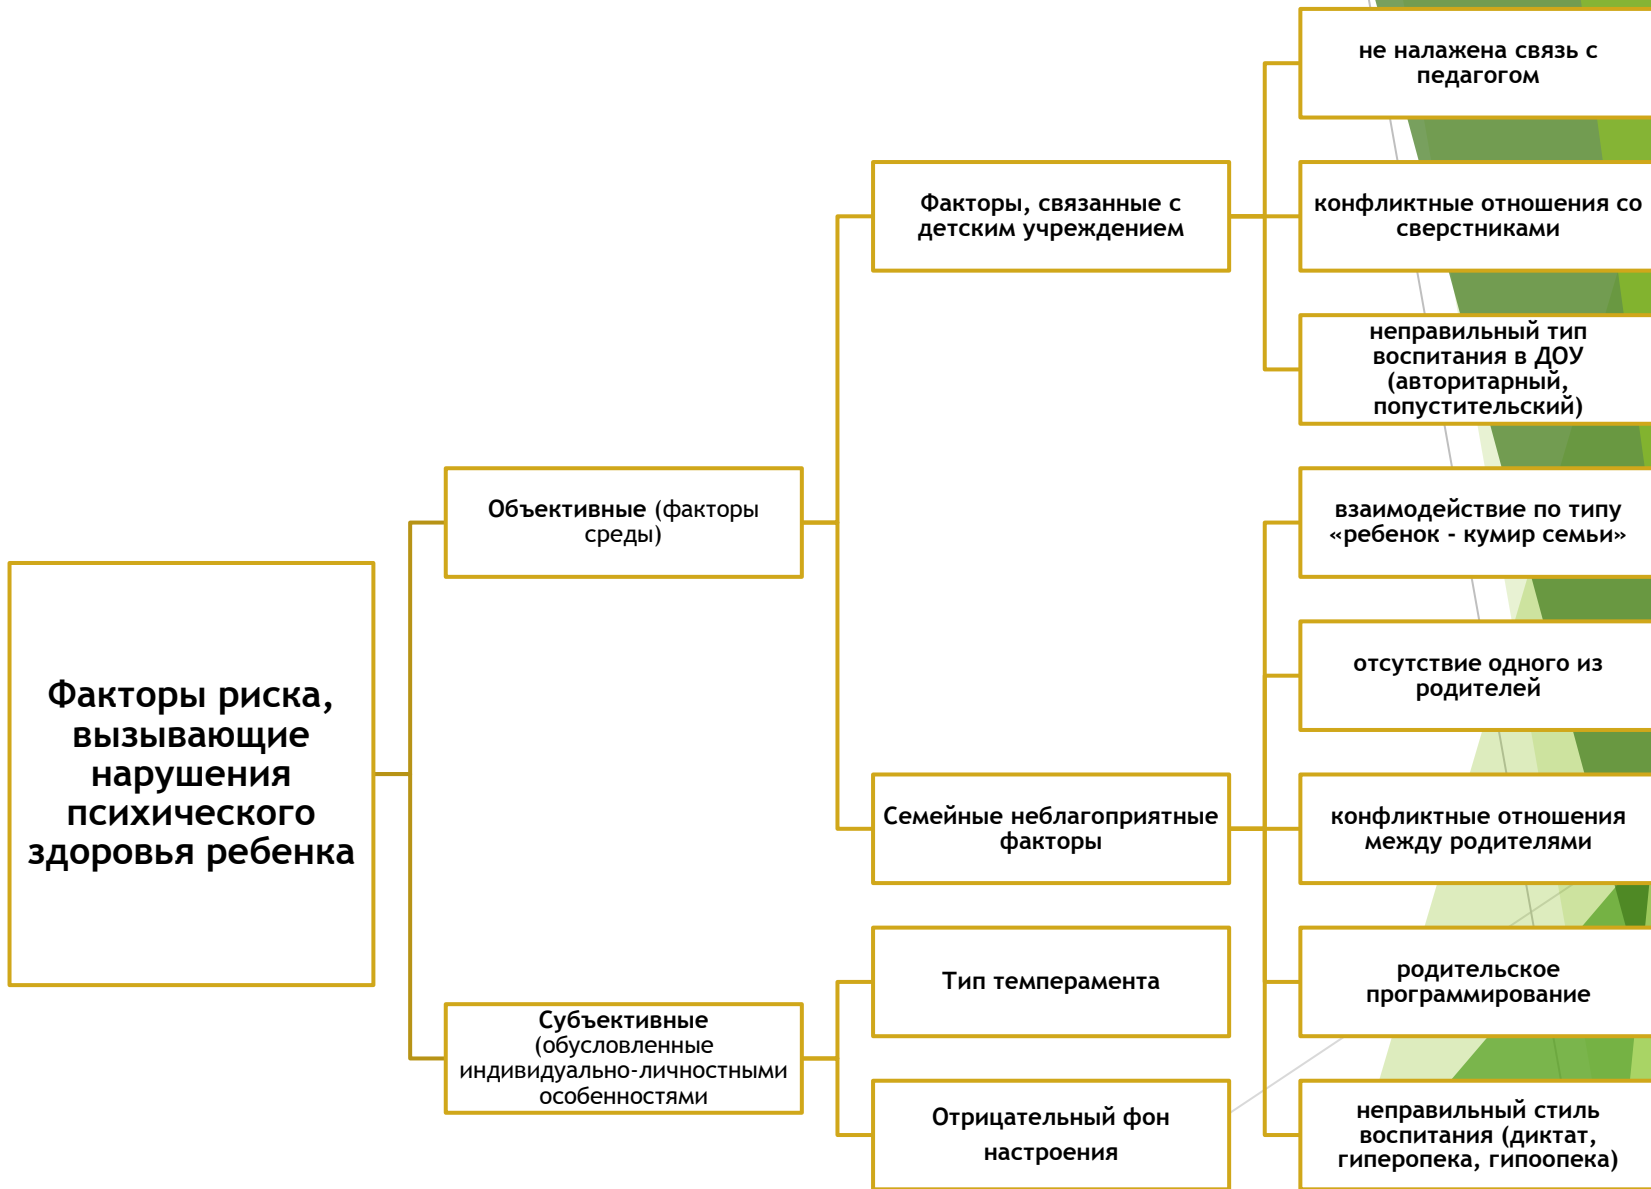 Факторы риска,
вызывающие
нарушения
психического
здоровья ребенка
Объективные (факторы
среды)
Факторы, связанные с
детским учреждением
не налажена связь с
педагогом
конфликтные отношения со
сверстниками
неправильный тип
воспитания в ДОУ
(авторитарный,
попустительский)
Семейные неблагоприятные
факторы
взаимодействие по типу
«ребенок - кумир семьи»
отсутствие одного из
родителей
конфликтные отношения
между родителями
родительское
программирование
неправильный стиль
воспитания (диктат,
гиперопека, гипоопека)
Субъективные
(обусловленные
индивидуально-личностными
особенностями
Тип темперамента
Отрицательный фон
настроения